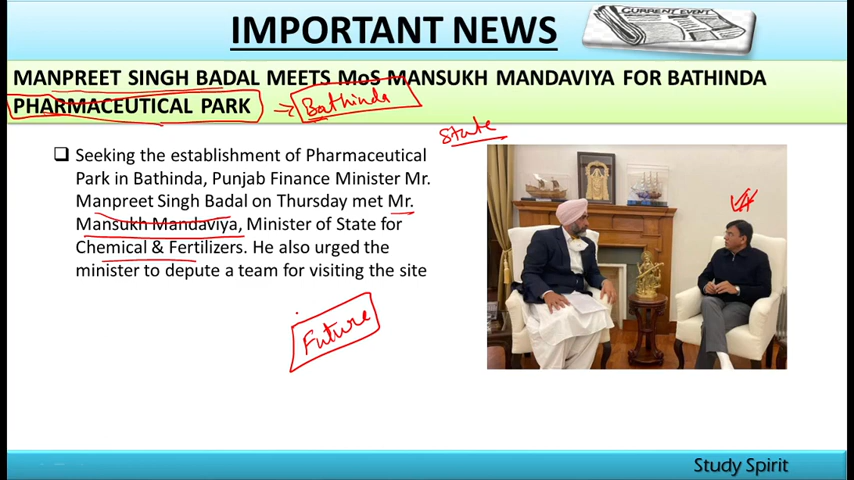 IMPORTANT NEWS
CURRENT EVENT
MANPREET SINGH BADAL MEETS MoS MANSUKH MANDAVIYA FOR BATHINDA
PHARMACEUTICAL PARK → Bathinda
State
Seeking the establishment of Pharmaceutical
Park in Bathinda, Punjab Finance Minister Mr.
Manpreet Singh Badal on Thursday met Mr.
Mansukh Mandaviya, Minister of State for
Chemical & Fertilizers. He also urged the
minister to depute a team for visiting the site
Future
Study Spirit